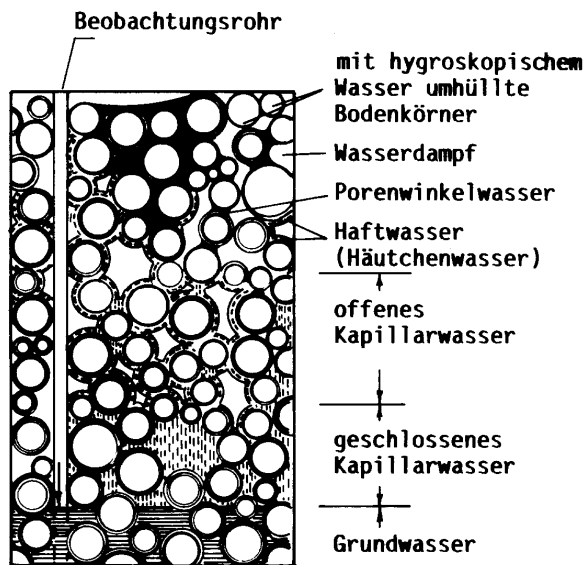 Beobachtungsrohr
mit hygroskopischem
Wasser umhüllte
Bodenkörner
Wasserdampf
Porenwinkelwasser
Haftwasser
(Häutchenwasser)
offenes
Kapillarwasser
geschlossenes
Kapillarwasser
Grundwasser